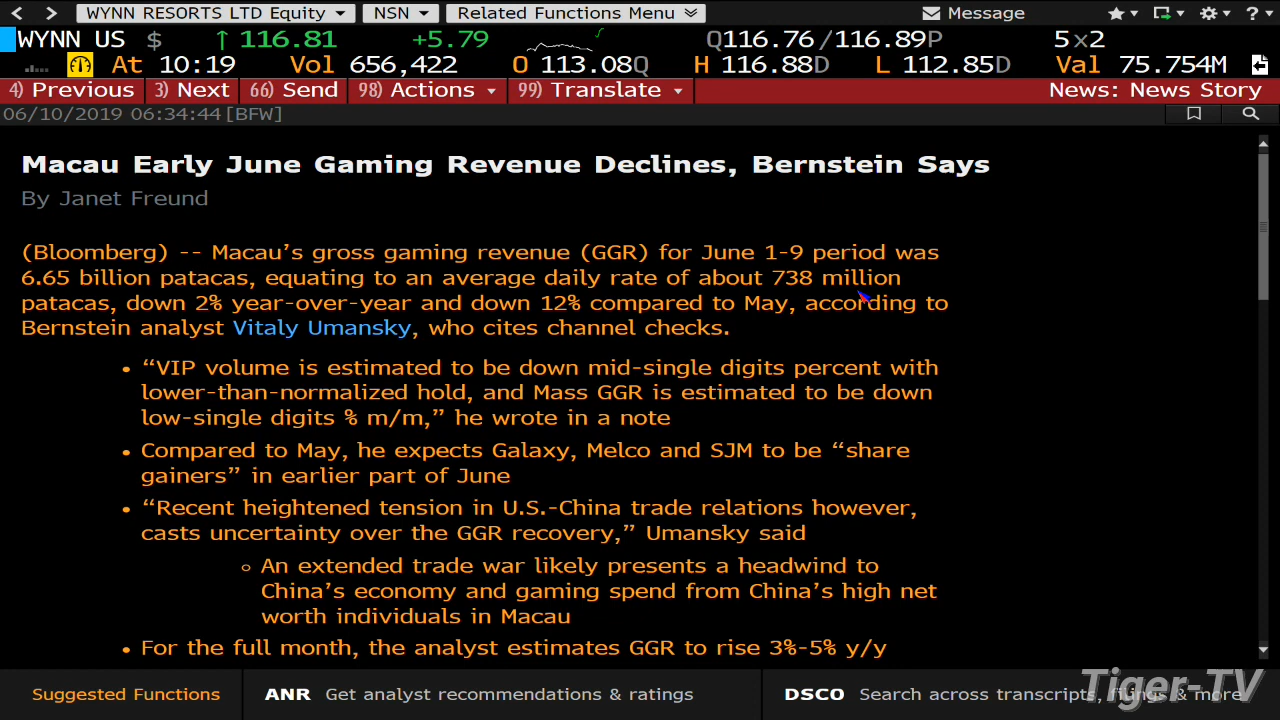 WYNN RESORTS LTD Equity NSN Related Functions Menu Message ?
WYNN US $ ↑ 116.81 +5.79 Q116.76/116.89P 5×2
At 10:19 Vol 656,422 O 113.08Q H 116.88D L 112.85D Val 75.754M
4) Previous 3) Next 66) Send 98) Actions 99) Translate News: News Story
06/10/2019 06:34:44 [BFW]
Macau Early June Gaming Revenue Declines, Bernstein Says
By Janet Freund
(Bloomberg) -- Macau's gross gaming revenue (GGR) for June 1-9 period was
6.65 billion patacas, equating to an average daily rate of about 738 million
patacas, down 2% year-over-year and down 12% compared to May, according to
Bernstein analyst Vitaly Umansky, who cites channel checks.
• “VIP volume is estimated to be down mid-single digits percent with
lower-than-normalized hold, and Mass GGR is estimated to be down
low-single digits % m/m,” he wrote in a note
• Compared to May, he expects Galaxy, Melco and SJM to be “share
gainers” in earlier part of June
• “Recent heightened tension in U.S.-China trade relations however,
casts uncertainty over the GGR recovery,” Umansky said
○ An extended trade war likely presents a headwind to
China's economy and gaming spend from China's high net
worth individuals in Macau
• For the full month, the analyst estimates GGR to rise 3%-5% y/y
Suggested Functions ANR Get analyst recommendations & ratings DSCO Search across transcripts, filings & more
Tiger-TV